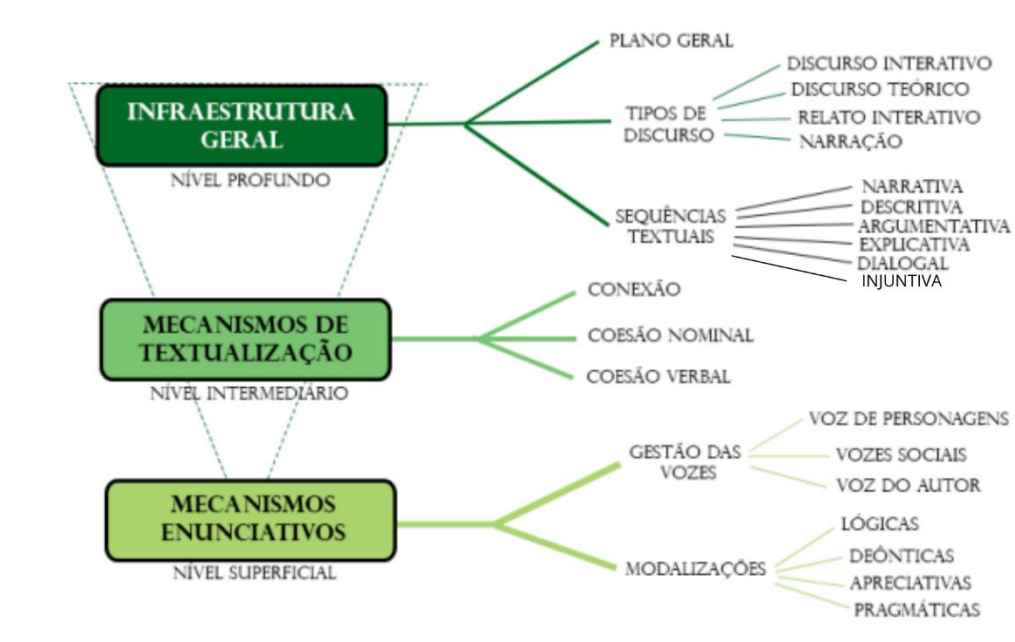 INFRAESTRUTURA
GERAL
NÍVEL PROFUNDO
PLANO GERAL
TIPOS DE
DISCURSO
DISCURSO INTERATIVO
DISCURSO TEÓRICO
RELATO INTERATIVO
NARRAÇÃO
SEQUÊNCIAS
TEXTUAIS
NARRATIVA
DESCRITIVA
ARGUMENTATIVA
EXPLICATIVA
DIALOGAL
INJUNTIVA
MECANISMOS DE
TEXTUALIZAÇÃO
NÍVEL INTERMEDIÁRIO
CONEXÃO
COESÃO NOMINAL
COESÃO VERBAL
MECANISMOS
ENUNCIATIVOS
NÍVEL SUPERFICIAL
GESTÃO DAS
VOZES
VOZ DE PERSONAGENS
VOZES SOCIAIS
VOZ DO AUTOR
MODALIZAÇÕES
LÓGICAS
DEÔNTICAS
APRECIATIVAS
PRAGMÁTICAS